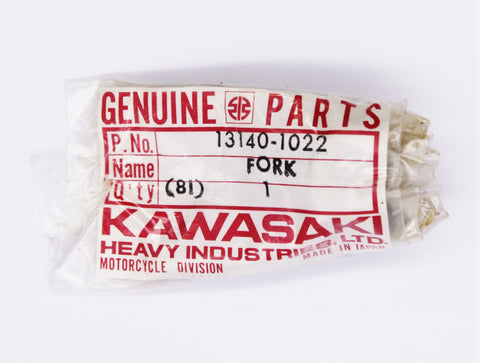 GENUINE PARTS
P. No. 13140-1022
Name FORK
Q'ty (81) 1
KAWASAKI
HEAVY INDUSTRIES, LTD.
MADE IN JAPAN
MOTORCYCLE DIVISION